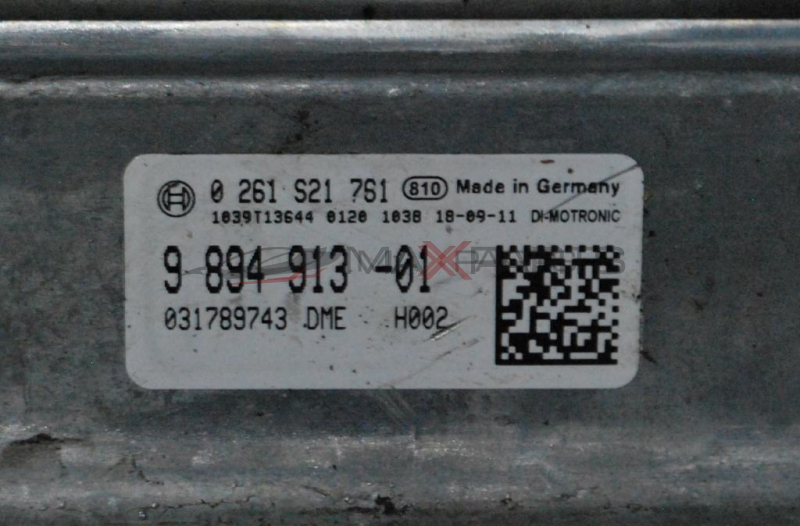 0 261 S21 761 810 Made in Germany
1039T13644 0120 1038 18-09-11 DI-MOTRONIC
9 894 913 -01
031789743 DME H002